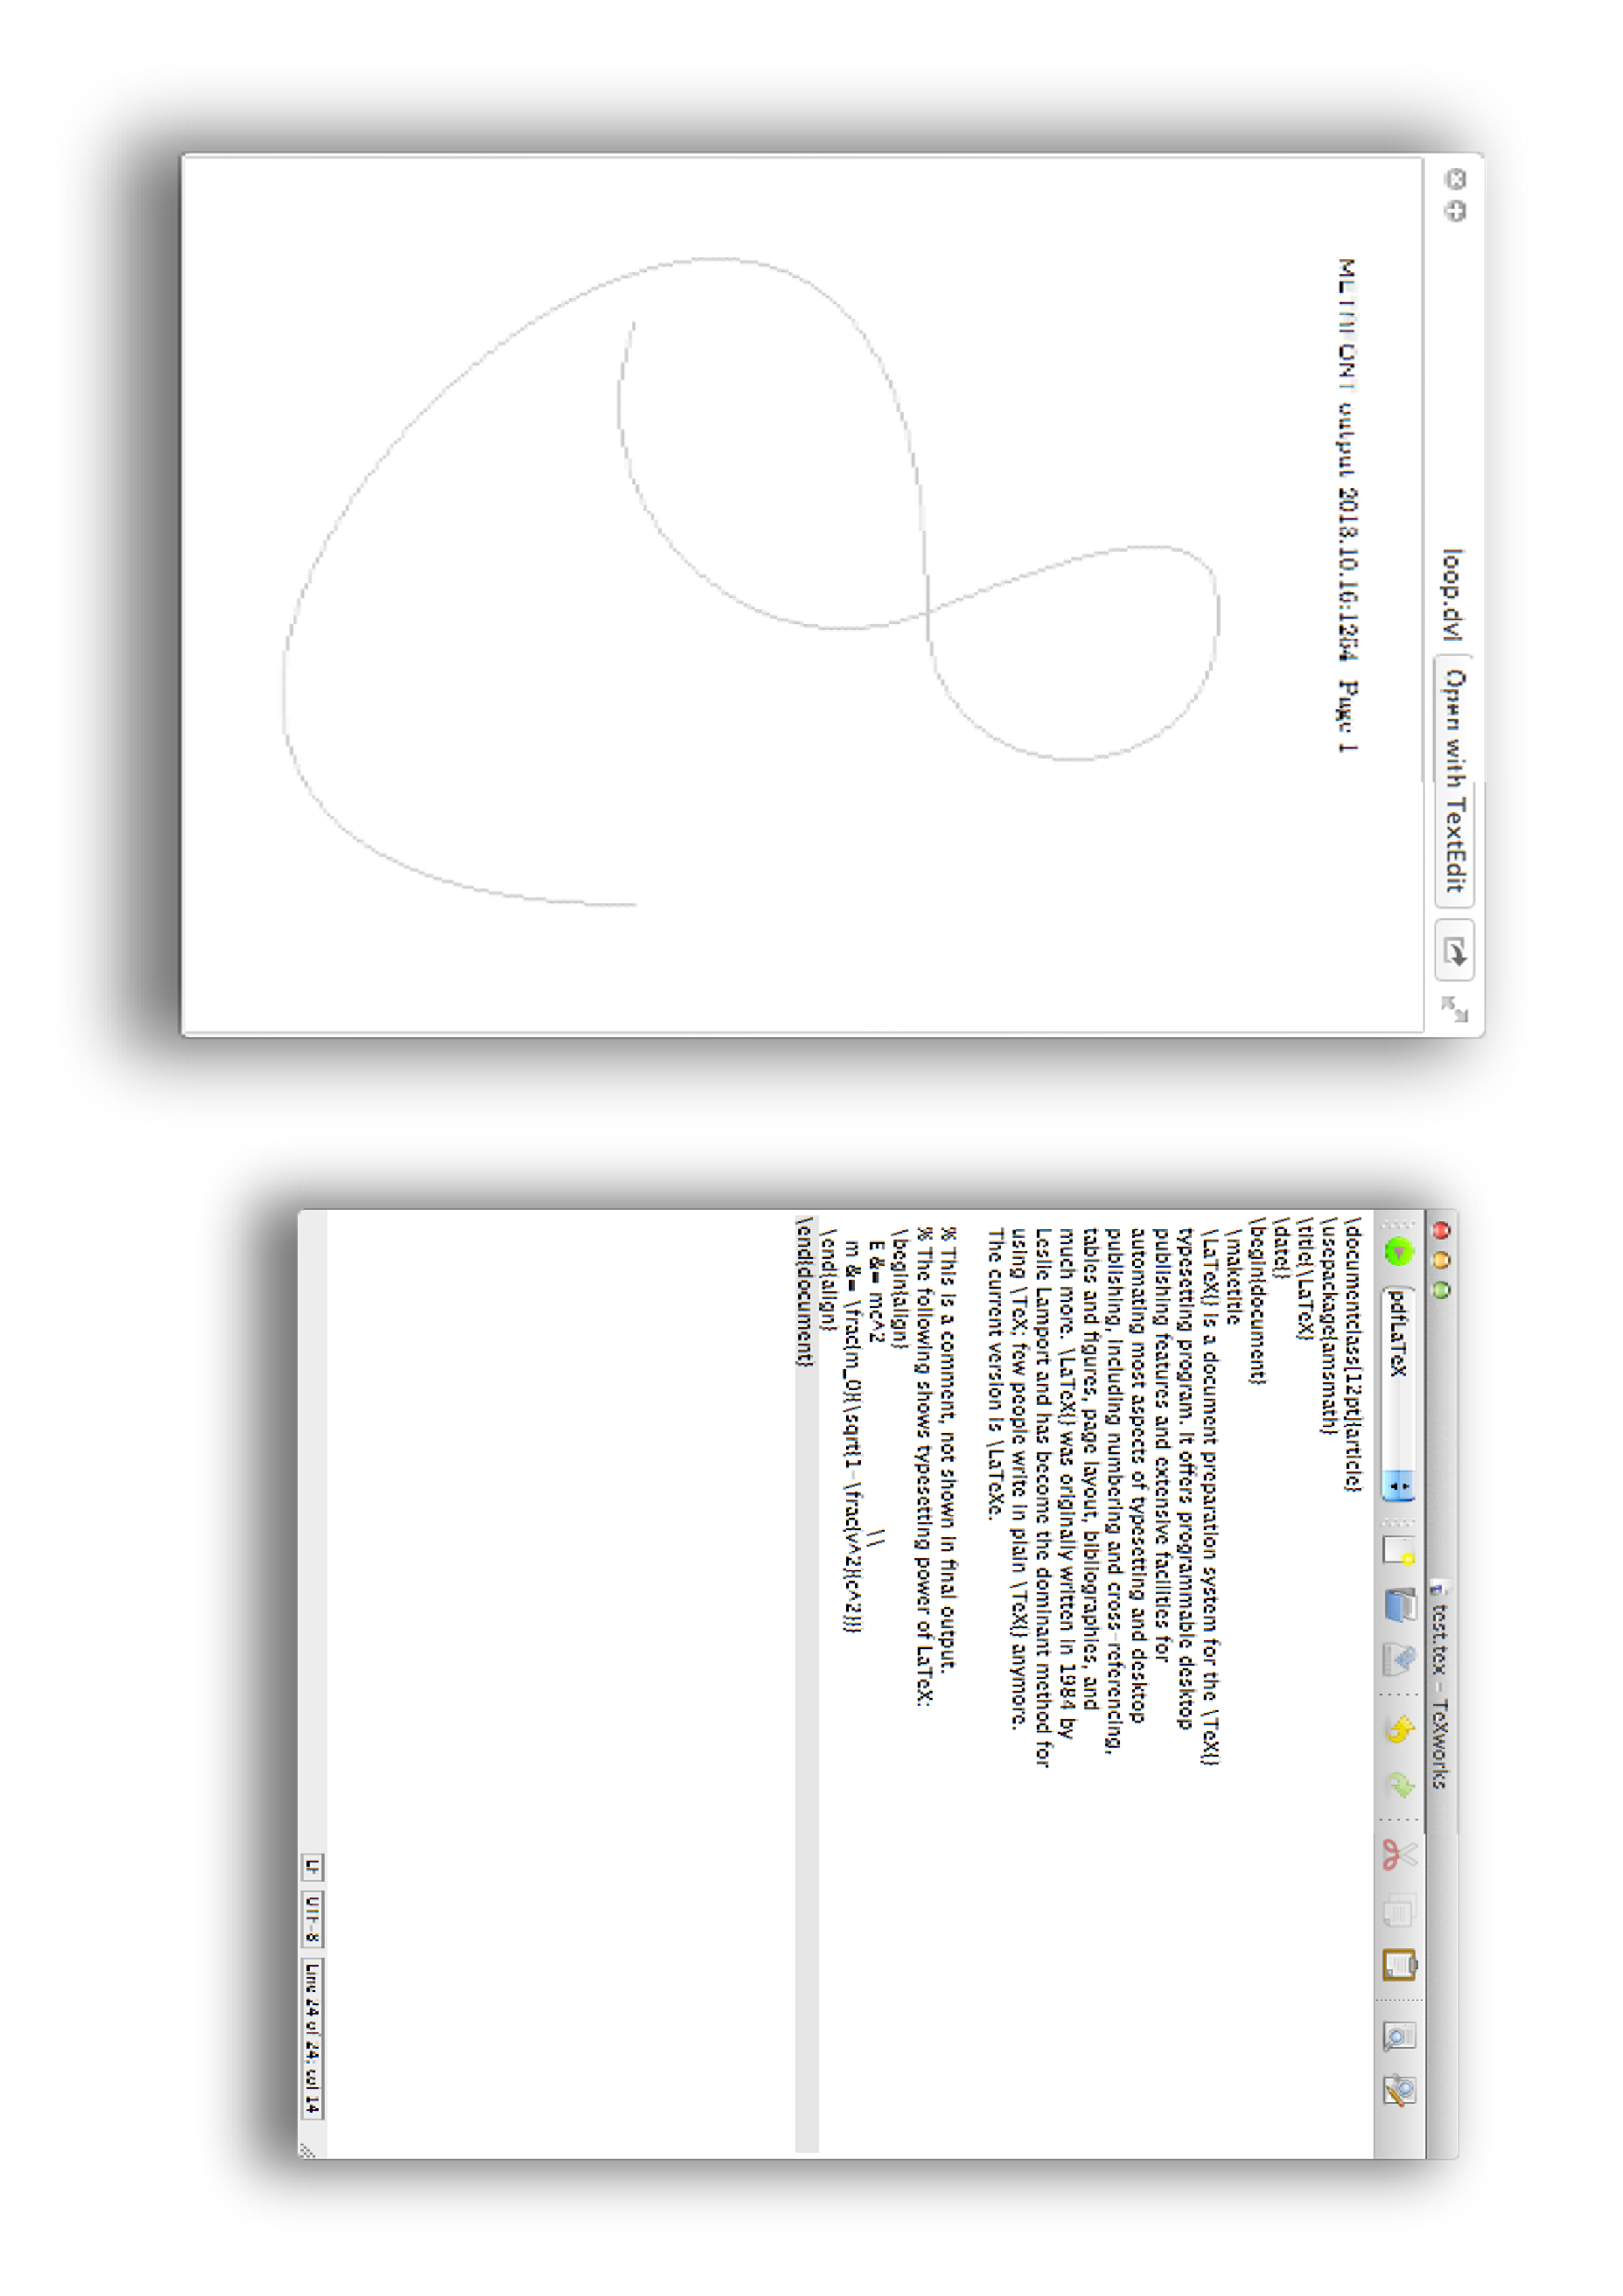 loop.dvi Open with TextEdit
METAFONT output 2013.10.16:1264 Page 1
test.tex - TeXworks
pdfLaTeX
\documentclass[12pt]{article}
\usepackage{amsmath}
\title{\LaTeX}
\date{}
\begin{document}
\maketitle
\LaTeX{} is a document preparation system for the \TeX{}
typesetting program. It offers programmable desktop
publishing features and extensive facilities for
automating most aspects of typesetting and desktop
publishing, including numbering and cross-referencing,
tables and figures, page layout, bibliographies, and
much more. \LaTeX{} was originally written in 1984 by
Leslie Lamport and has become the dominant method for
using \TeX; few people write in plain \TeX{} anymore.
The current version is \LaTeXe.
% This is a comment, not shown in final output.
% The following shows typesetting power of LaTeX:
\begin{align}
E &= mc^2 \\
m &= \frac{m_0}{\sqrt{1-\frac{v^2}{c^2}}}
\end{align}
\end{document}
LF UTF-8 Line 24 of 24; col 14